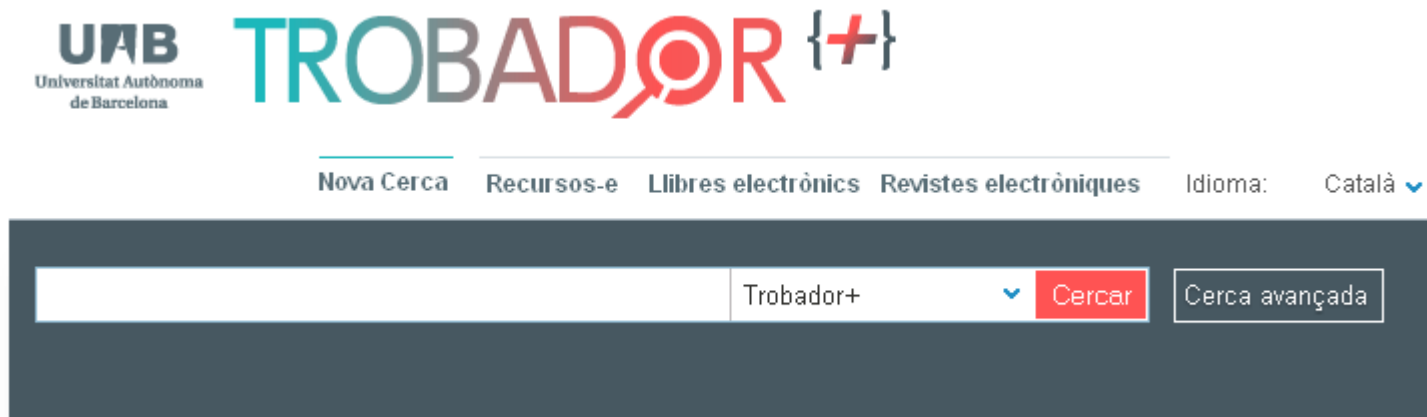 UAB
Universitat Autònoma
de Barcelona
TROBADOR {+}
Nova Cerca Recursos-e Llibres electrònics Revistes electròniques Idioma: Català
Trobador+ Cercar Cerca avançada